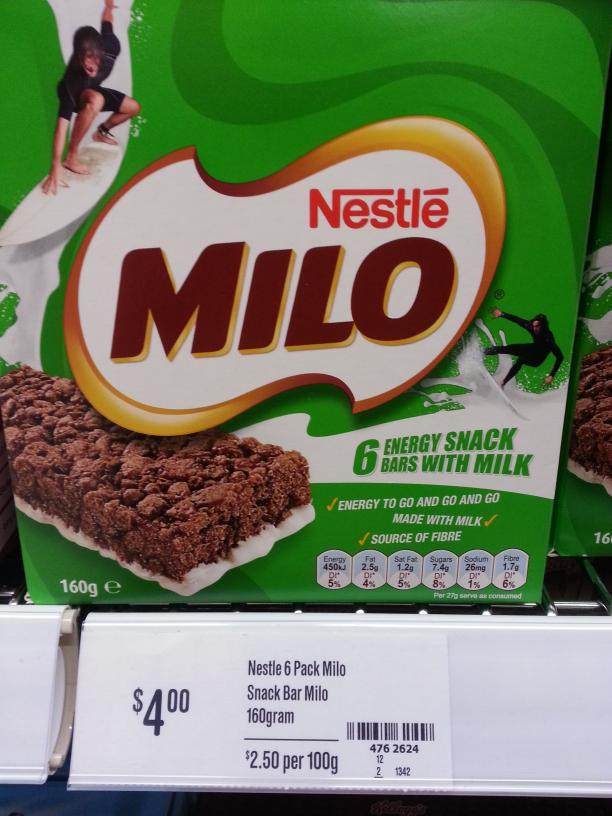 Nestlé
MILO
®
6 ENERGY SNACK
BARS WITH MILK
✓ENERGY TO GO AND GO AND GO
MADE WITH MILK✓
✓SOURCE OF FIBRE
Energy 450kJ DI* 5%
Fat 2.5g DI* 4%
Sat Fat 1.2g DI* 5%
Sugars 7.4g DI* 8%
Sodium 26mg DI* 1%
Fibre 1.7g DI* 6%
Per 27g serve as consumed
160g e
16
$4.00
Nestle 6 Pack Milo
Snack Bar Milo
160gram
$2.50 per 100g
476 2624
12
2 1342